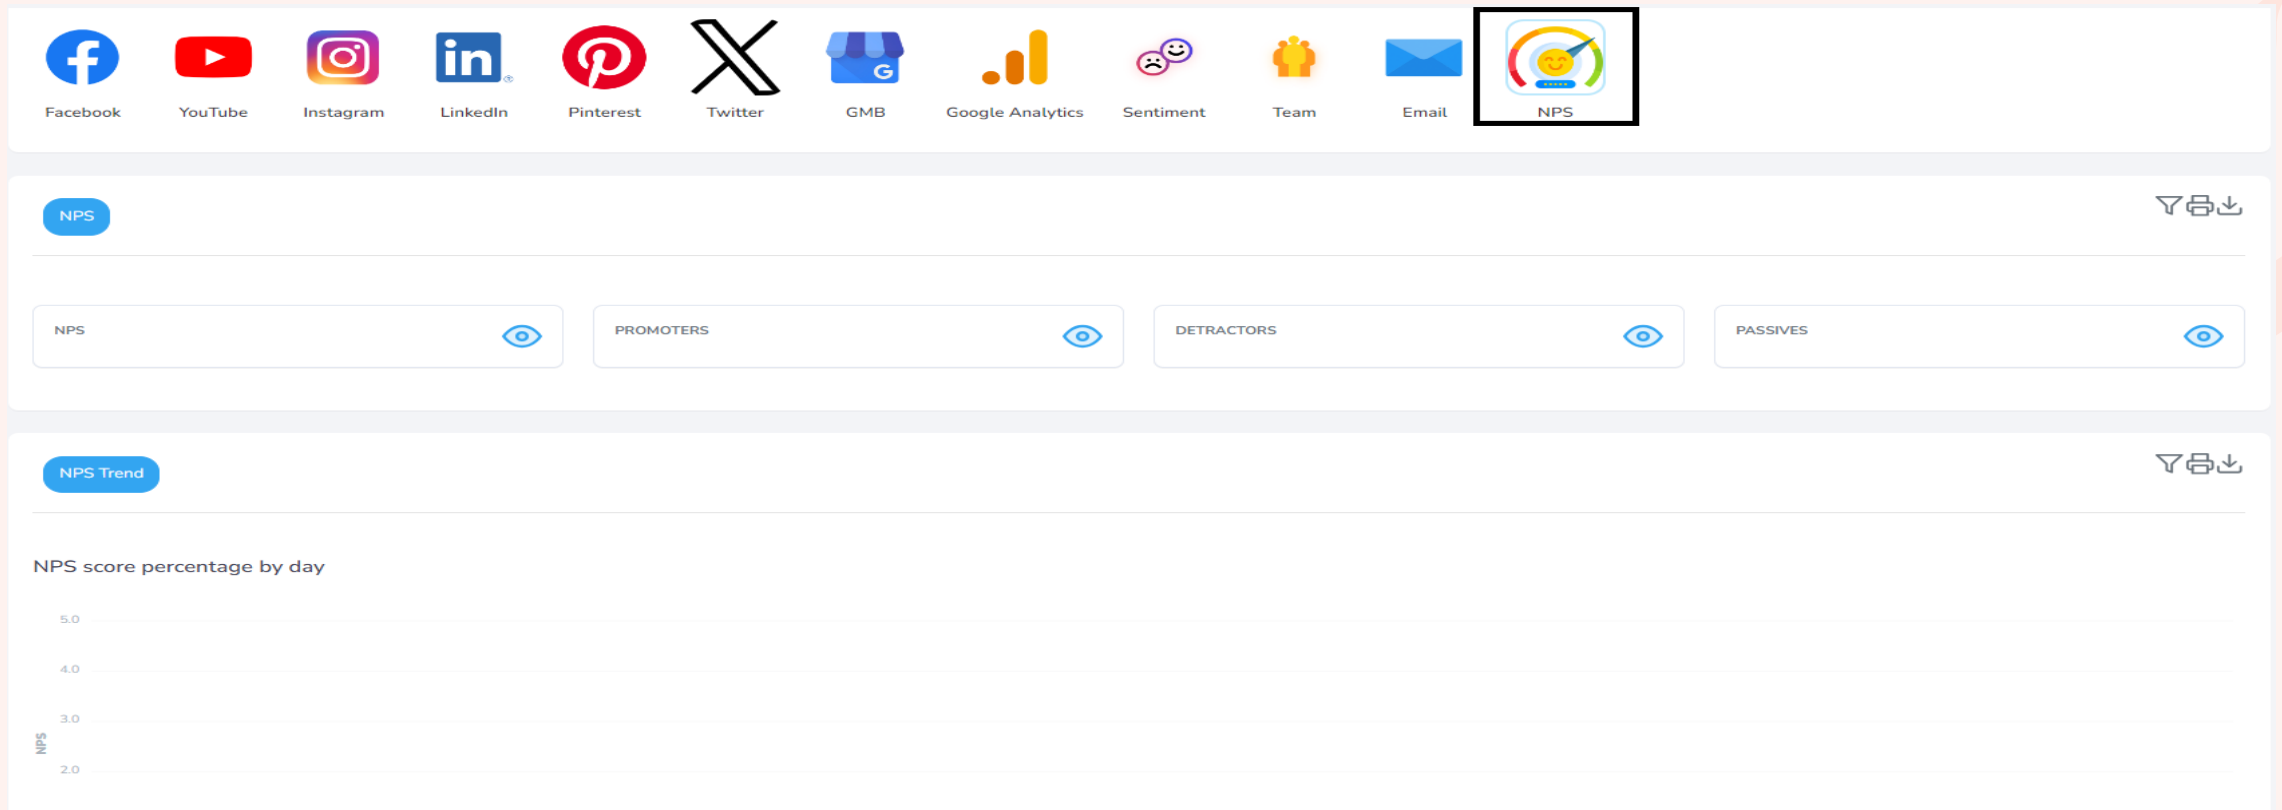 Facebook YouTube Instagram LinkedIn Pinterest Twitter GMB Google Analytics Sentiment Team Email NPS
NPS
NPS PROMOTERS DETRACTORS PASSIVES
NPS Trend
NPS score percentage by day
5.0
4.0
3.0
NPS
2.0